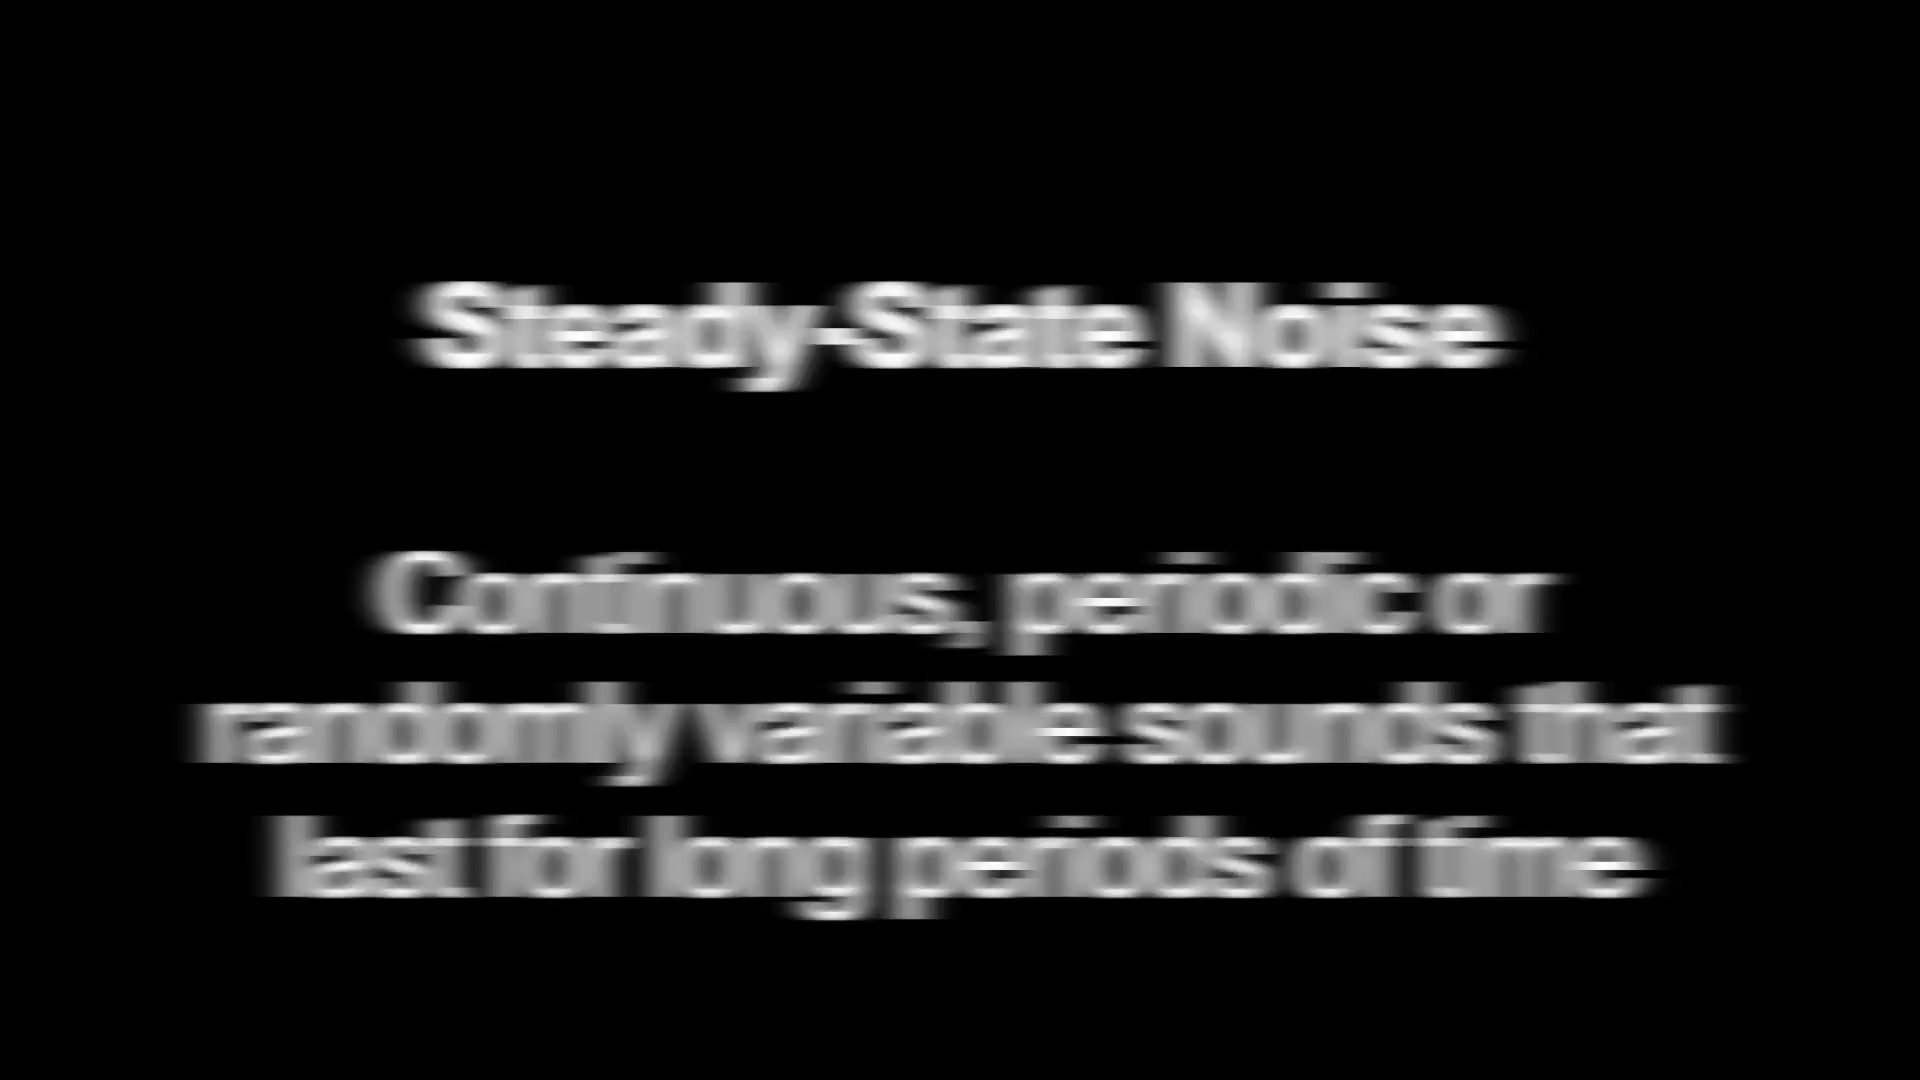 Steady-State Noise
Continuous, periodic or
randomly variable sounds that
last for long periods of time